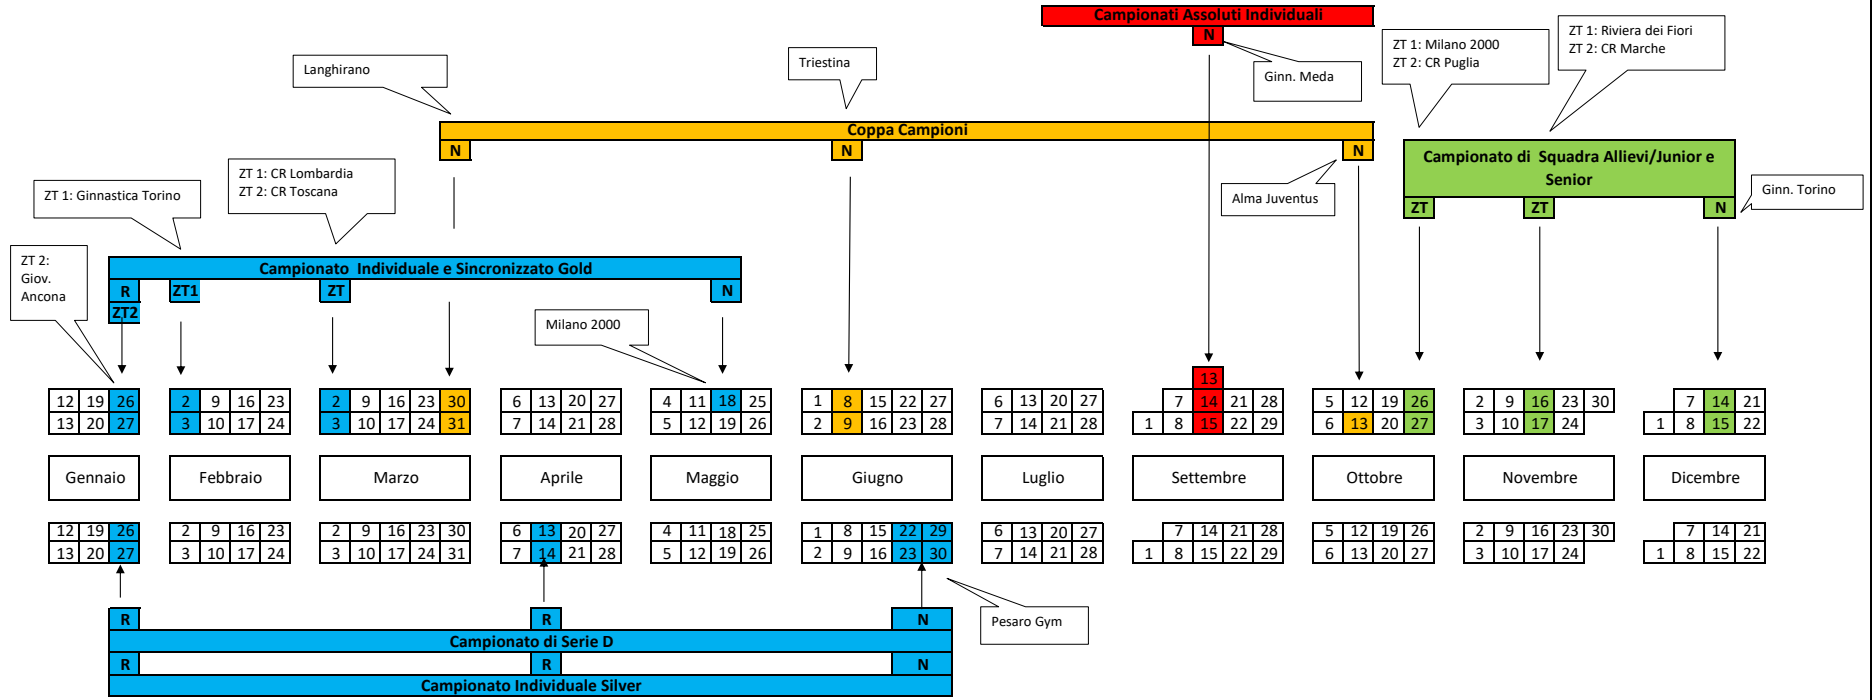 Campionati Assoluti Individuali
N
Ginn. Meda
ZT 1: Milano 2000
ZT 2: CR Puglia
ZT 1: Riviera dei Fiori
ZT 2: CR Marche
Langhirano
Triestina
Coppa Campioni
N N N
Alma Juventus
Campionato di Squadra Allievi/Junior e
Senior
ZT ZT N
Ginn. Torino
ZT 1: CR Lombardia
ZT 2: CR Toscana
ZT 1: Ginnastica Torino
ZT 2:
Giov.
Ancona
Campionato Individuale e Sincronizzato Gold
R ZT1 ZT N
ZT2
Milano 2000
13
12 19 26 2 9 16 23 2 9 16 23 30 6 13 20 27 4 11 18 25 1 8 15 22 27 6 13 20 27 7 14 21 28 5 12 19 26 2 9 16 23 30 7 14 21
13 20 27 3 10 17 24 3 10 17 24 31 7 14 21 28 5 12 19 26 2 9 16 23 28 7 14 21 28 1 8 15 22 29 6 13 20 27 3 10 17 24 1 8 15 22
Gennaio Febbraio Marzo Aprile Maggio Giugno Luglio Settembre Ottobre Novembre Dicembre
12 19 26 2 9 16 23 2 9 16 23 30 6 13 20 27 4 11 18 25 1 8 15 22 29 6 13 20 27 7 14 21 28 5 12 19 26 2 9 16 23 30 7 14 21
13 20 27 3 10 17 24 3 10 17 24 31 7 14 21 28 5 12 19 26 2 9 16 23 30 7 14 21 28 1 8 15 22 29 6 13 20 27 3 10 17 24 1 8 15 22
Pesaro Gym
R R N
Campionato di Serie D
R R N
Campionato Individuale Silver